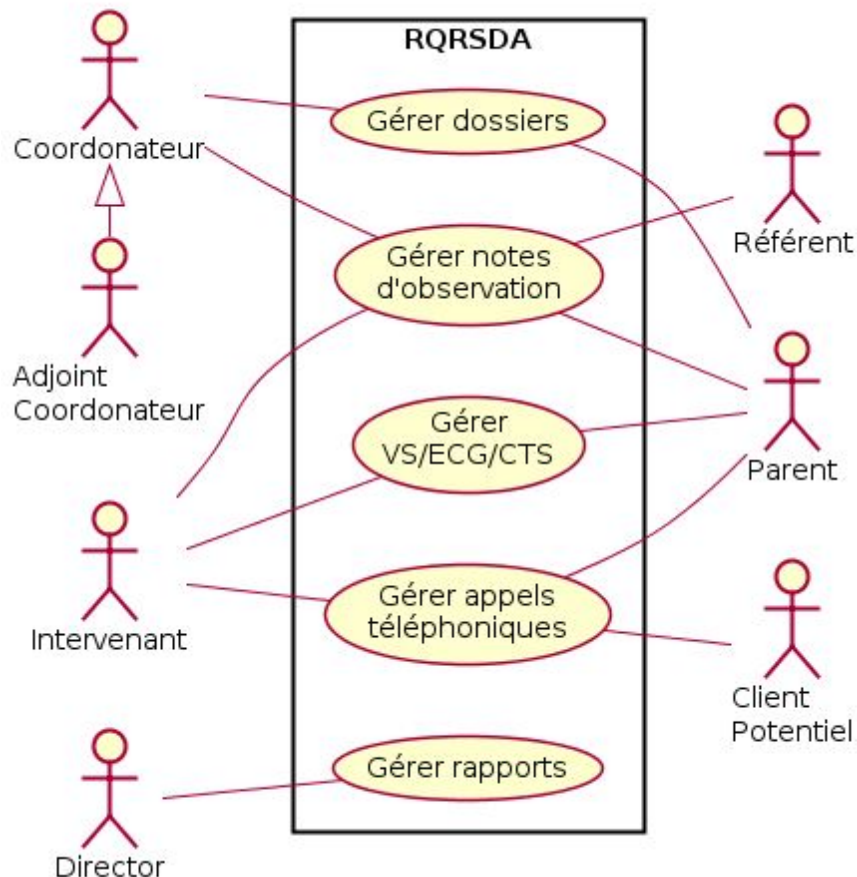 RQRSDA
Coordonateur
Adjoint
Coordonateur
Intervenant
Director
Gérer dossiers
Gérer notes
d'observation
Gérer
VS/ECG/CTS
Gérer appels
téléphoniques
Gérer rapports
Référent
Parent
Client
Potentiel